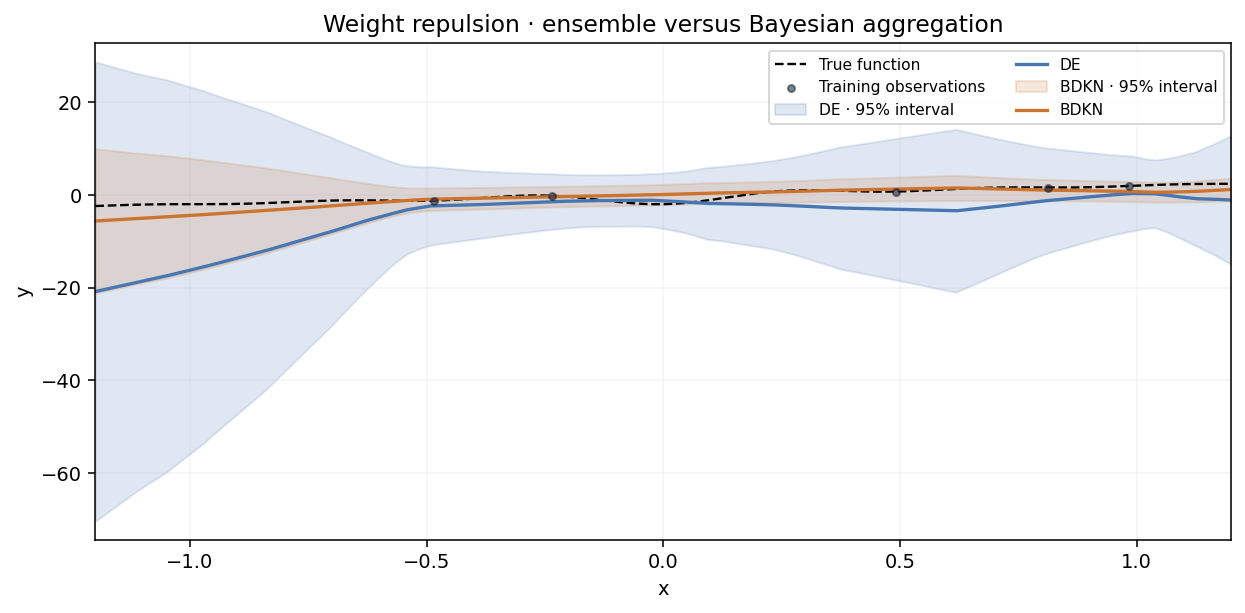 Weight repulsion · ensemble versus Bayesian aggregation
True function
Training observations
DE · 95% interval
DE
BDKN · 95% interval
BDKN
y
20
0
−20
−40
−60
−1.0
−0.5
0.0
0.5
1.0
x